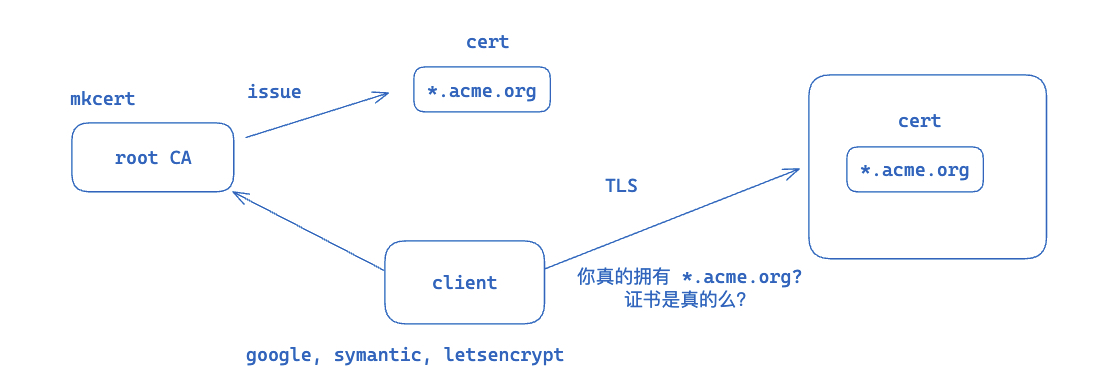 cert
mkcert
issue
*.acme.org
root CA
cert
*.acme.org
TLS
client
你真的拥有 *.acme.org?
证书是真的么?
google, symantic, letsencrypt